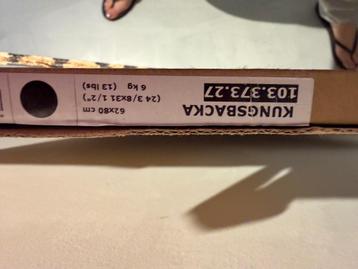 KUNGSBACKA
103.373.27
62x80 cm
(24 3/8x31 1/2")
6 kg (13 lbs)